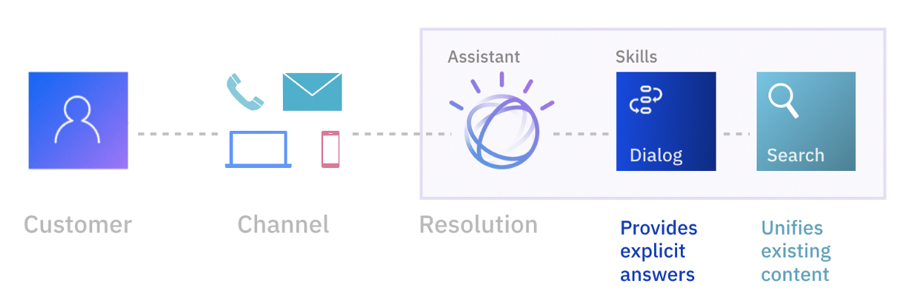 Assistant
Skills
Dialog
Search
Customer
Channel
Resolution
Provides
explicit
answers
Unifies
existing
content